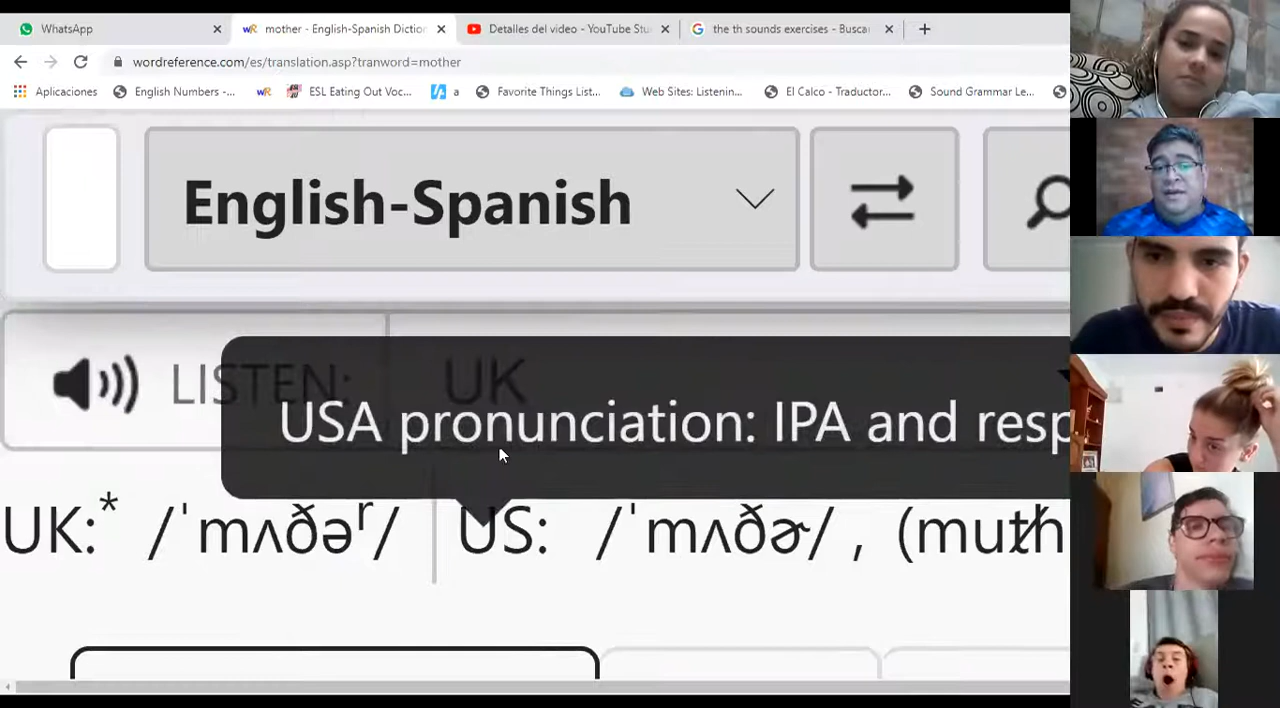 WhatsApp mother - English-Spanish Diction Detalles del video - YouTube Stu the th sounds exercises - Busca
wordreference.com/es/translation.asp?tranword=mother
Aplicaciones English Numbers -... ESL Eating Out Voc... a Favorite Things List... Web Sites: Listenin... El Calco - Traductor... Sound Grammar Le...
English-Spanish
LISTEN: UK
USA pronunciation: IPA and resp
UK:* /ˈmʌðəʳ/ US: /ˈmʌðɚ/ , (muth